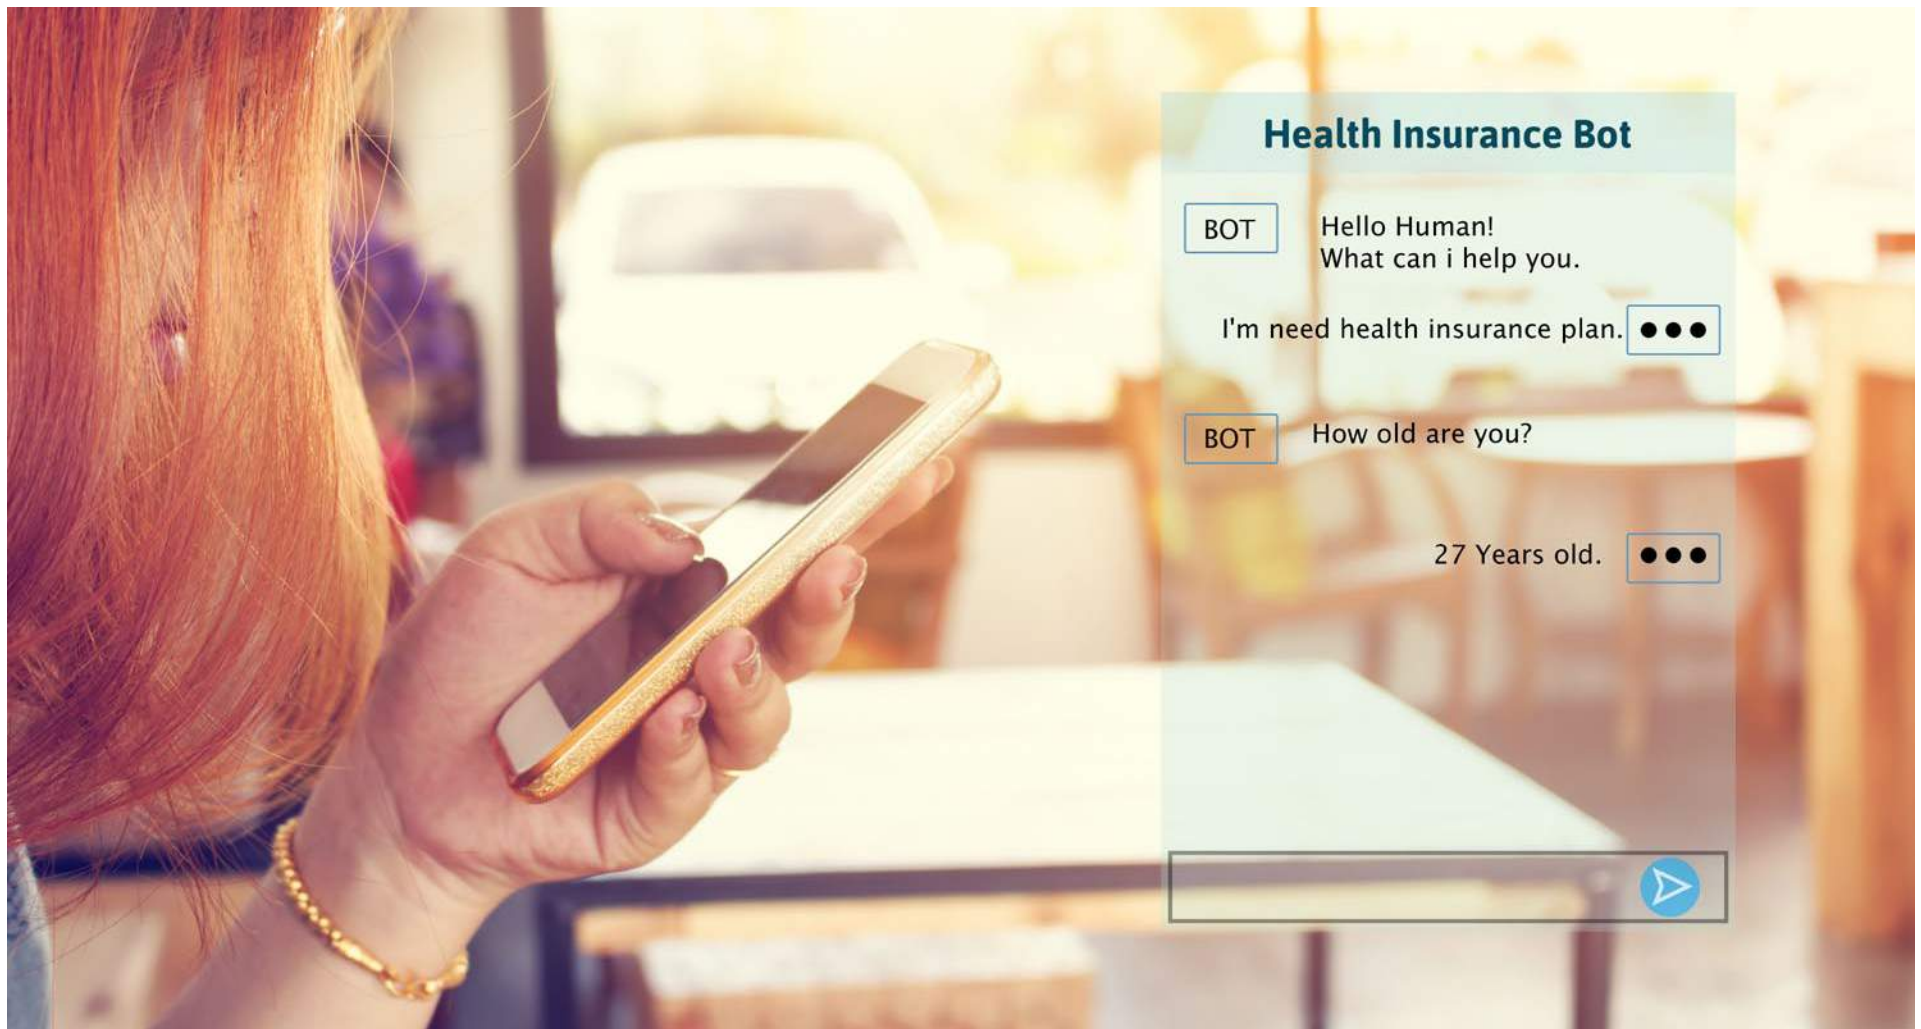 Health Insurance Bot
BOT
Hello Human!
What can i help you.
I'm need health insurance plan.
BOT
How old are you?
27 Years old.